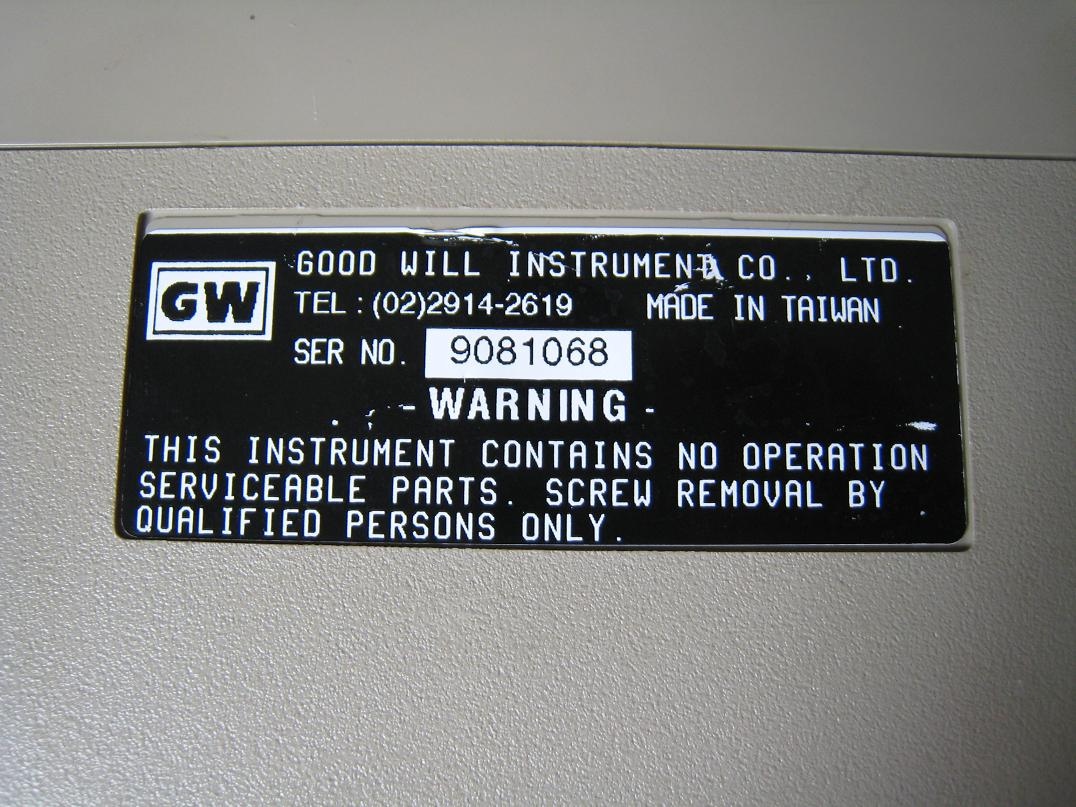 GW
GOOD WILL INSTRUMENT CO., LTD.
TEL : (02)2914-2619 MADE IN TAIWAN
SER NO. 9081068
- WARNING -
THIS INSTRUMENT CONTAINS NO OPERATION
SERVICEABLE PARTS. SCREW REMOVAL BY
QUALIFIED PERSONS ONLY.